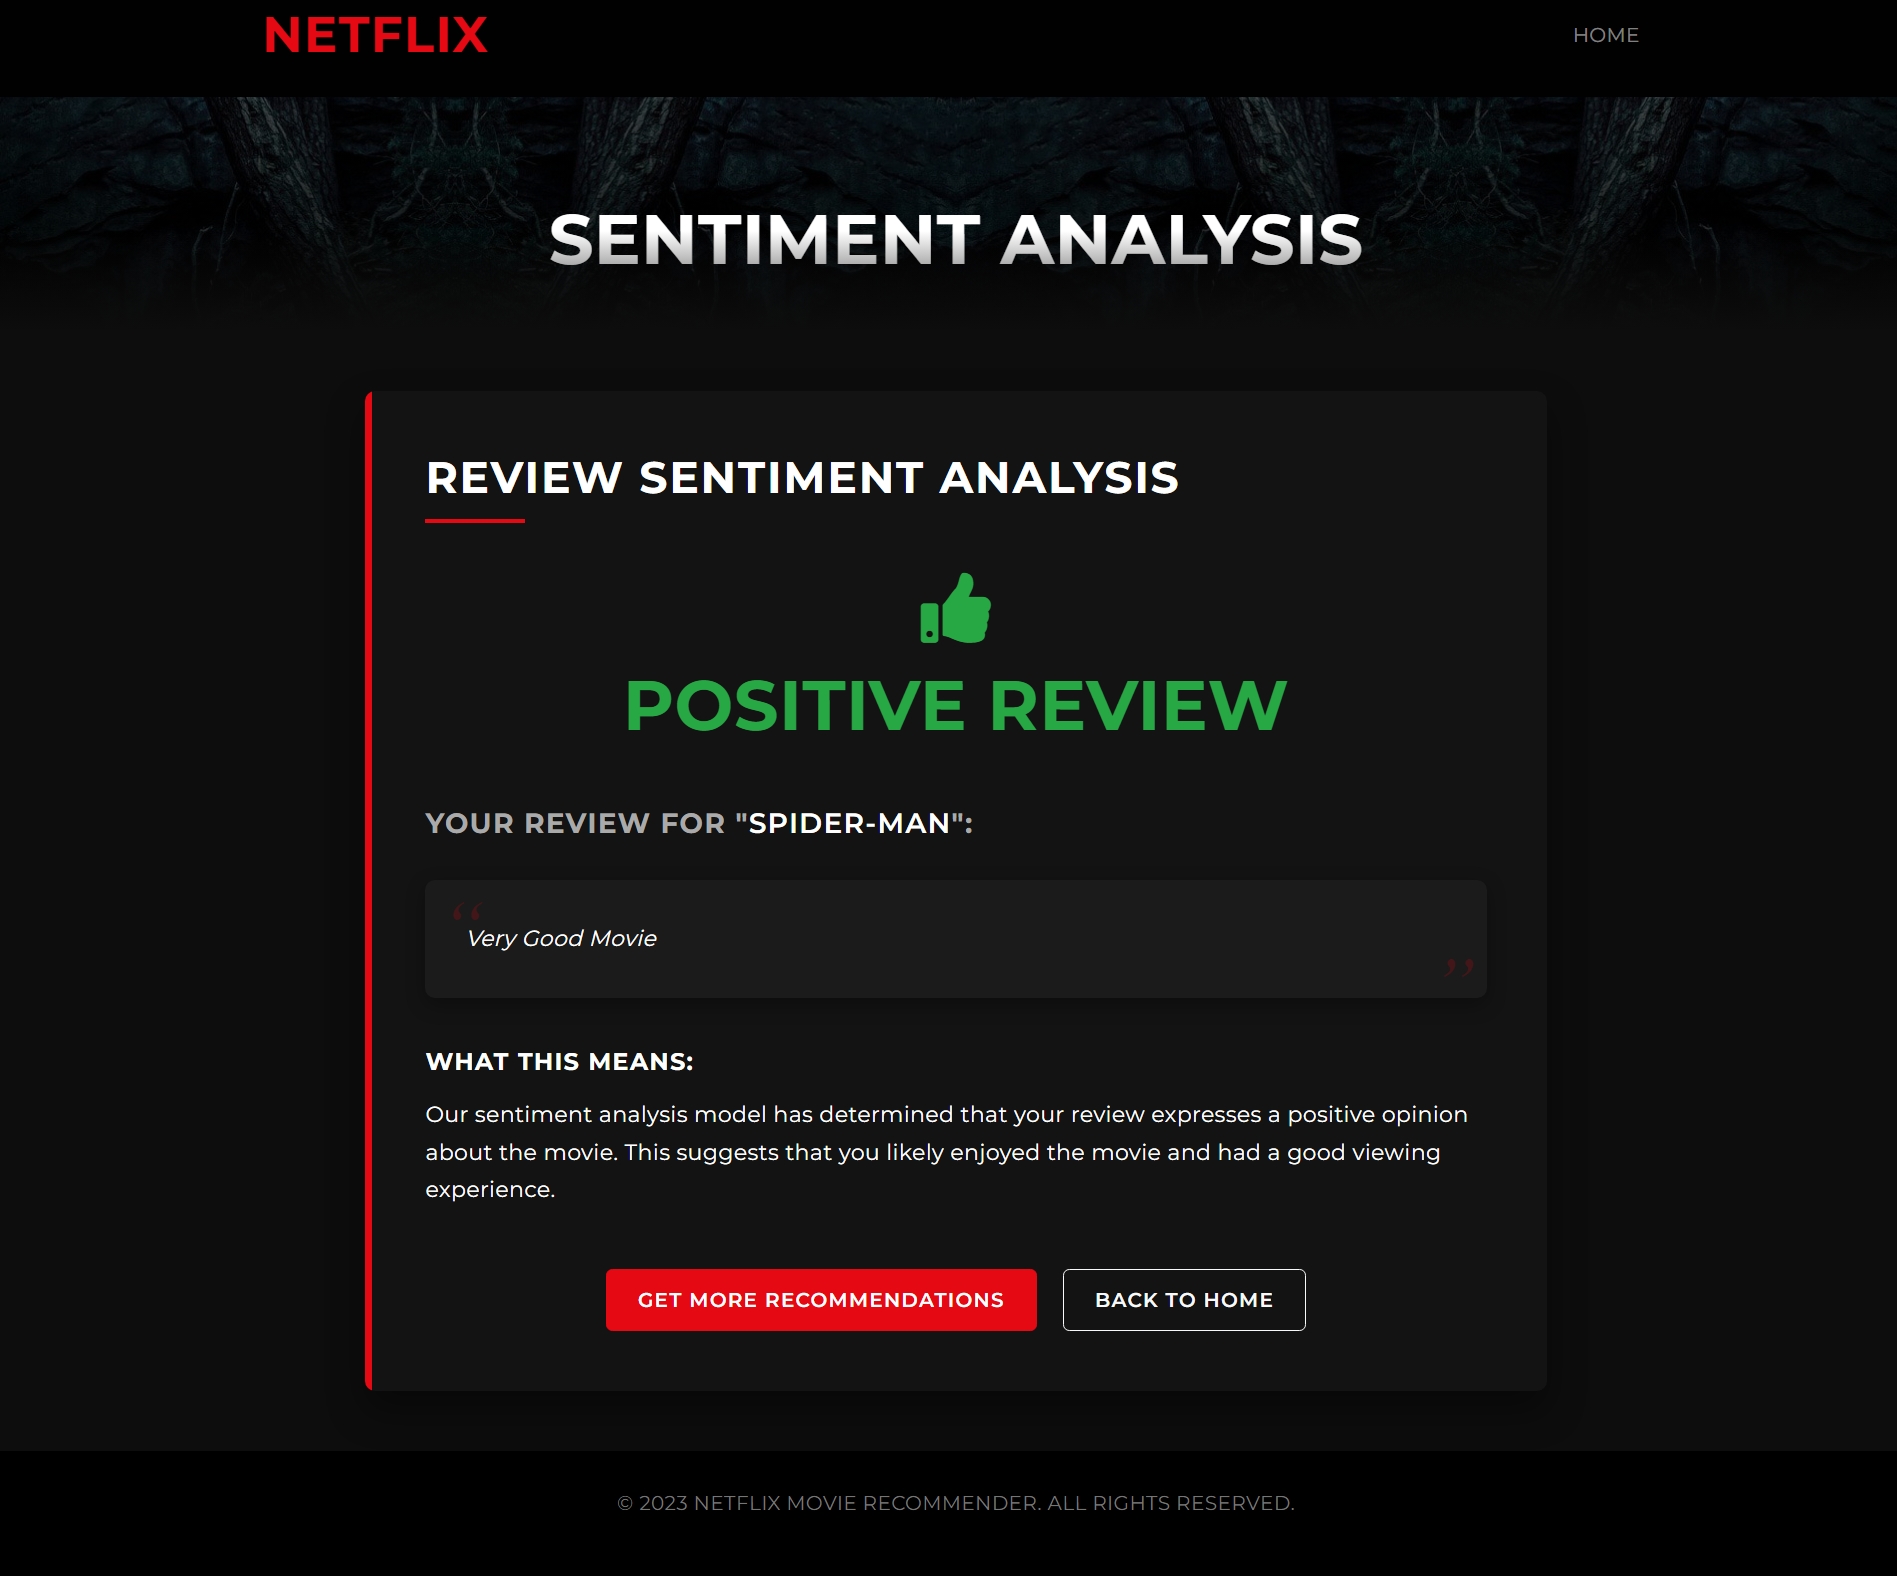 NETFLIX
HOME
SENTIMENT ANALYSIS
REVIEW SENTIMENT ANALYSIS
POSITIVE REVIEW
YOUR REVIEW FOR "SPIDER-MAN":
“
Very Good Movie
”
WHAT THIS MEANS:
Our sentiment analysis model has determined that your review expresses a positive opinion
about the movie. This suggests that you likely enjoyed the movie and had a good viewing
experience.
GET MORE RECOMMENDATIONS
BACK TO HOME
© 2023 NETFLIX MOVIE RECOMMENDER. ALL RIGHTS RESERVED.